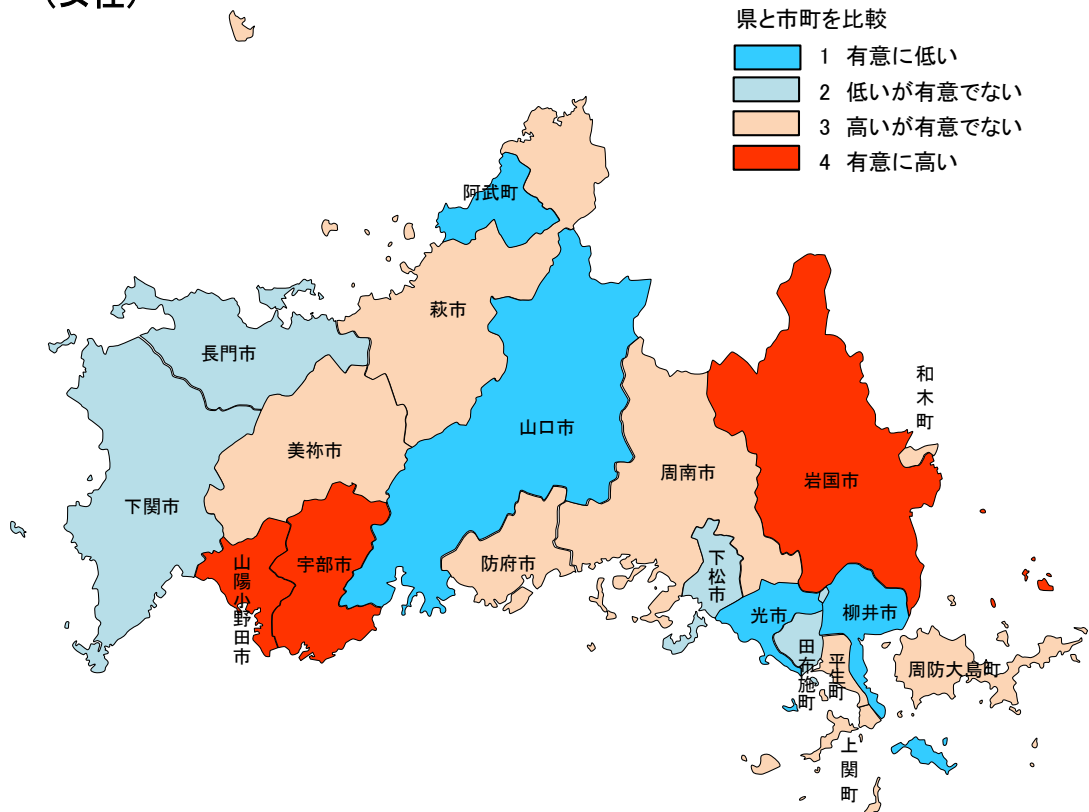 (女性)
県と市町を比較
1 有意に低い
2 低いが有意でない
3 高いが有意でない
4 有意に高い
阿武町
萩市
長門市
和木町
山口市
美祢市
周南市
岩国市
下関市
宇部市
防府市
山陽小野田市
下松市
光市
柳井市
田布施町
平生町
周防大島町
上関町